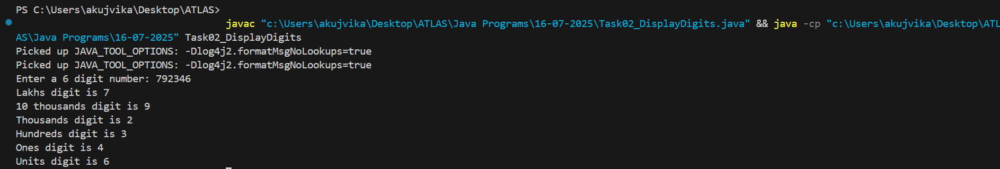 PS C:\Users\akujvika\Desktop\ATLAS>
javac "c:\Users\akujvika\Desktop\ATLAS\Java Programs\16-07-2025\Task02_DisplayDigits.java" && java -cp "c:\Users\akujvika\Desktop\ATL
AS\Java Programs\16-07-2025" Task02_DisplayDigits
Picked up JAVA_TOOL_OPTIONS: -Dlog4j2.formatMsgNoLookups=true
Picked up JAVA_TOOL_OPTIONS: -Dlog4j2.formatMsgNoLookups=true
Enter a 6 digit number: 792346
Lakhs digit is 7
10 thousands digit is 9
Thousands digit is 2
Hundreds digit is 3
Ones digit is 4
Units digit is 6